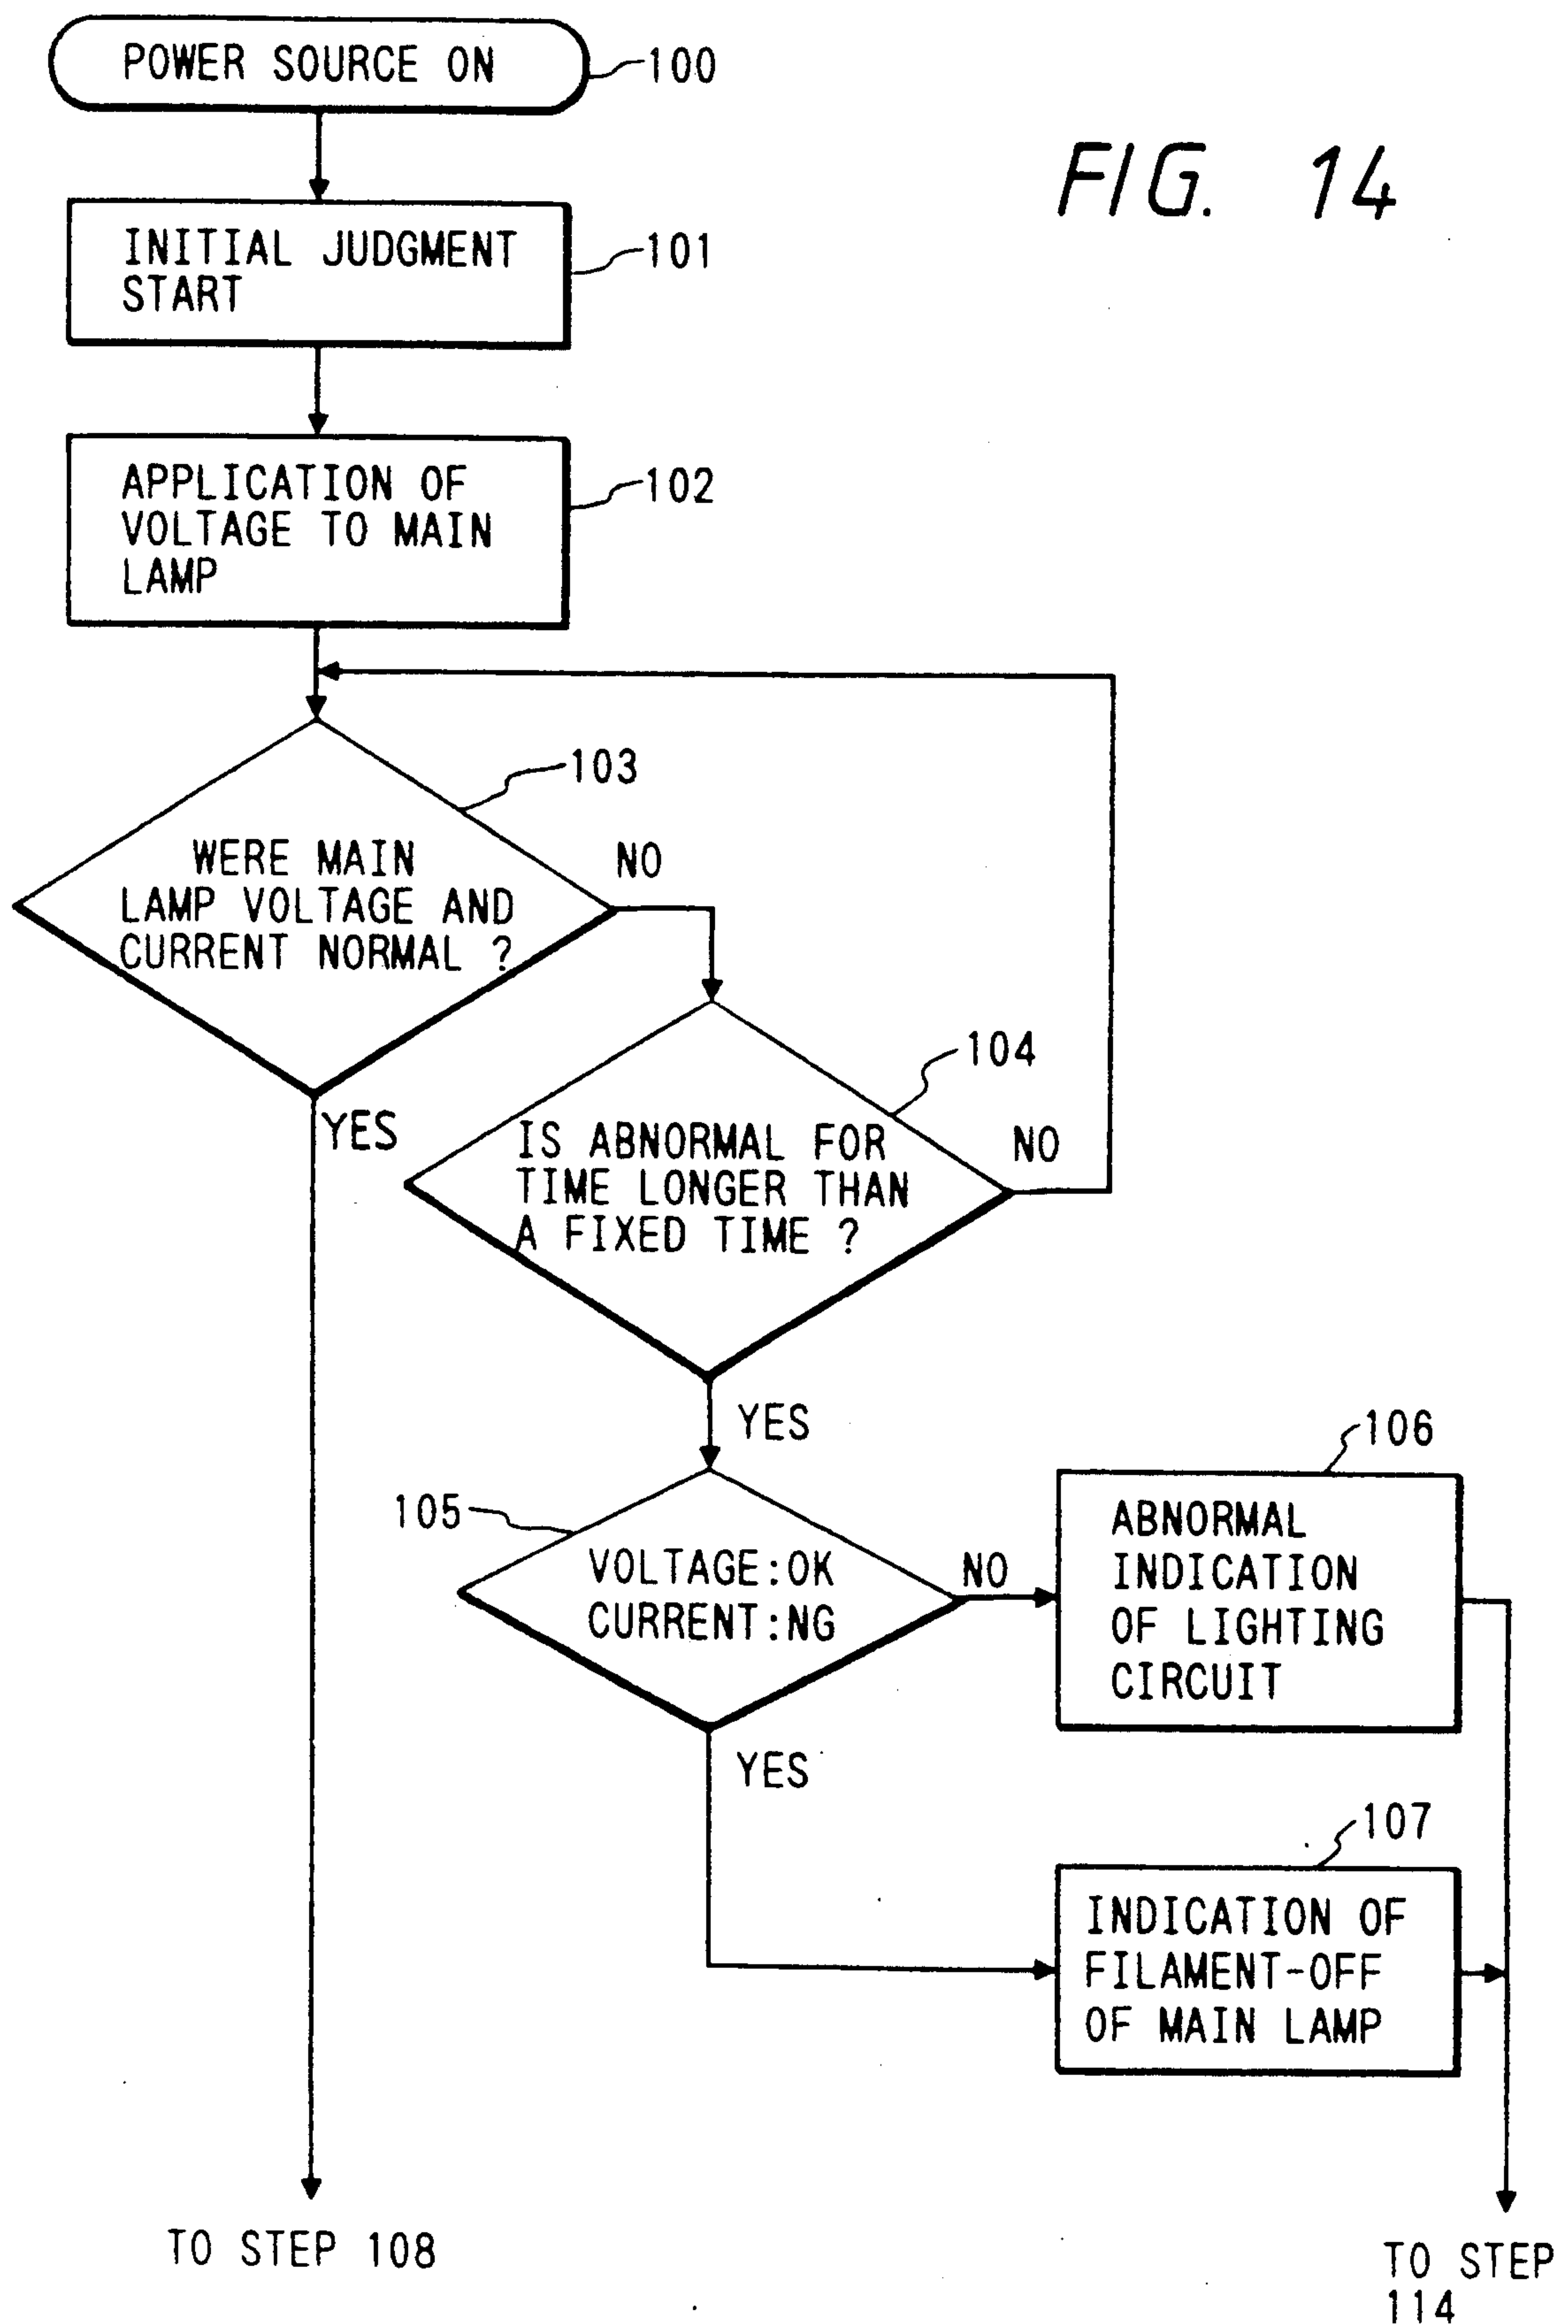 POWER SOURCE ON
100
FIG. 14
INITIAL JUDGMENT
START
101
APPLICATION OF
VOLTAGE TO MAIN
LAMP
102
103
WERE MAIN
LAMP VOLTAGE AND
CURRENT NORMAL ?
NO
YES
104
IS ABNORMAL FOR
TIME LONGER THAN
A FIXED TIME ?
NO
YES
105
VOLTAGE:OK
CURRENT:NG
NO
YES
106
ABNORMAL
INDICATION
OF LIGHTING
CIRCUIT
107
INDICATION OF
FILAMENT-OFF
OF MAIN LAMP
TO STEP 108
TO STEP
114